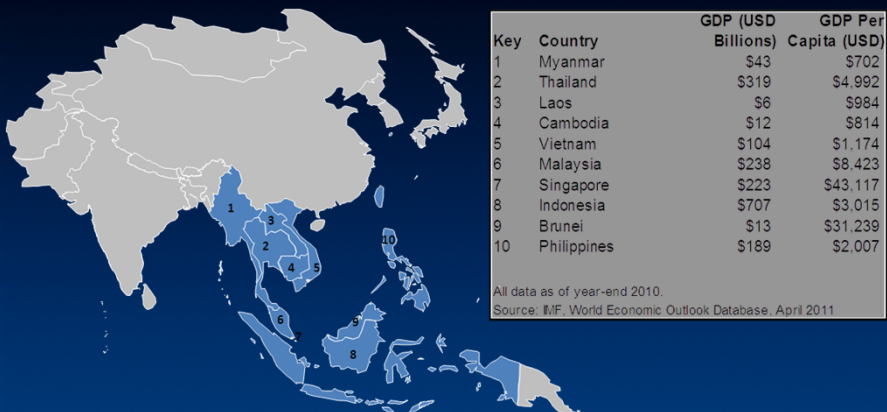 GDP (USD GDP Per
Key Country Billions) Capita (USD)
1 Myanmar $43 $702
2 Thailand $319 $4,992
3 Laos $6 $984
4 Cambodia $12 $814
5 Vietnam $104 $1,174
6 Malaysia $238 $8,423
7 Singapore $223 $43,117
8 Indonesia $707 $3,015
9 Brunei $13 $31,239
10 Philippines $189 $2,007
All data as of year-end 2010.
Source: IMF, World Economic Outlook Database, April 2011
1
3
10
2
4
5
6
9
7
8